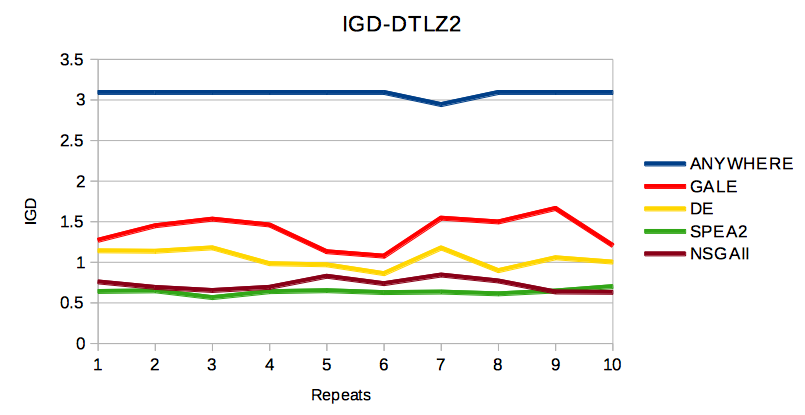 IGD-DTLZ2
3.5
3
2.5
2
1.5
1
0.5
0
IGD
1 2 3 4 5 6 7 8 9 10
Repeats
ANYWHERE
GALE
DE
SPEA2
NSGAII